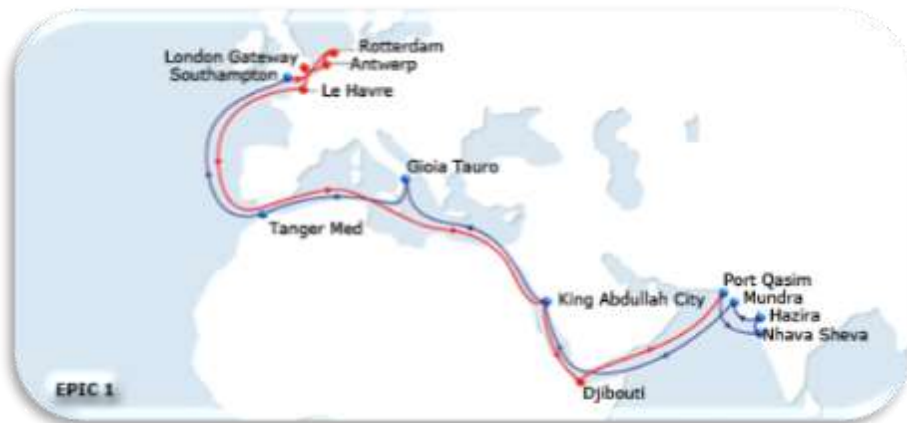 Rotterdam
London Gateway
Antwerp
Southampton
Le Havre
Gioia Tauro
Tanger Med
Port Qasim
King Abdullah City
Mundra
Hazira
Nhava Sheva
Djibouti
EPIC 1